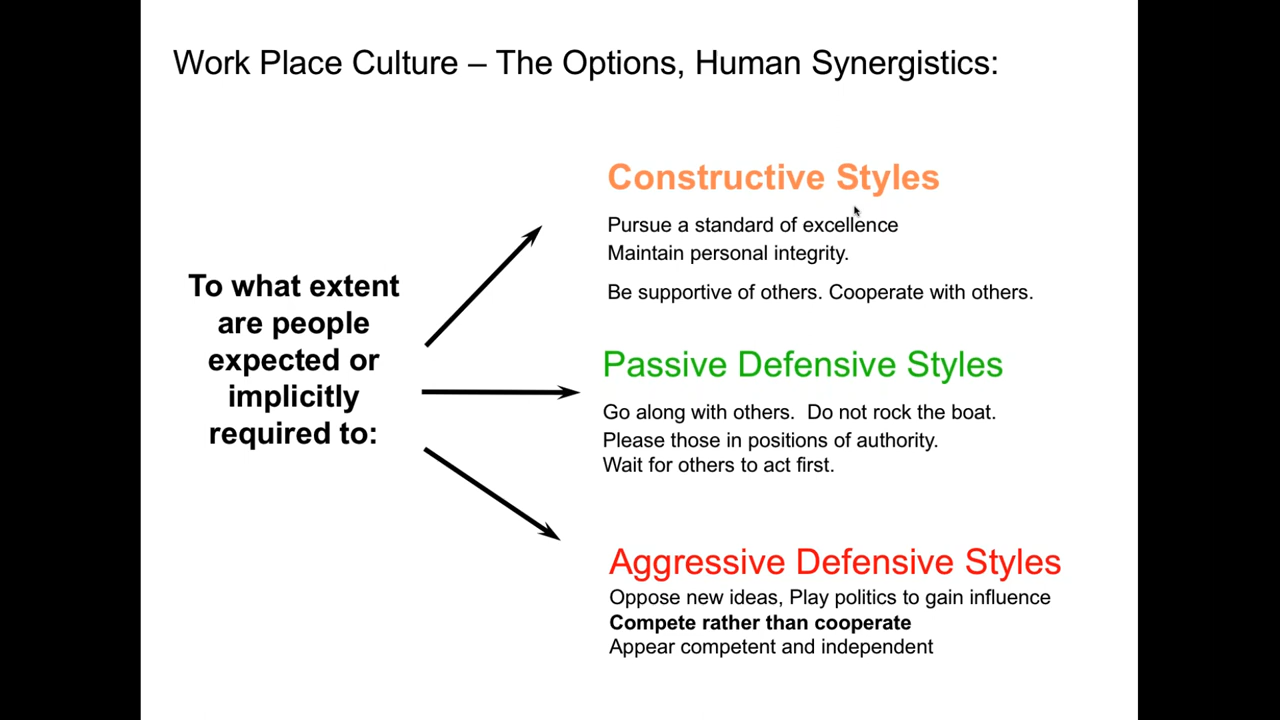 Work Place Culture – The Options, Human Synergistics:
To what extent
are people
expected or
implicitly
required to:
Constructive Styles
Pursue a standard of excellence
Maintain personal integrity.
Be supportive of others. Cooperate with others.
Passive Defensive Styles
Go along with others.  Do not rock the boat.
Please those in positions of authority.
Wait for others to act first.
Aggressive Defensive Styles
Oppose new ideas, Play politics to gain influence
Compete rather than cooperate
Appear competent and independent